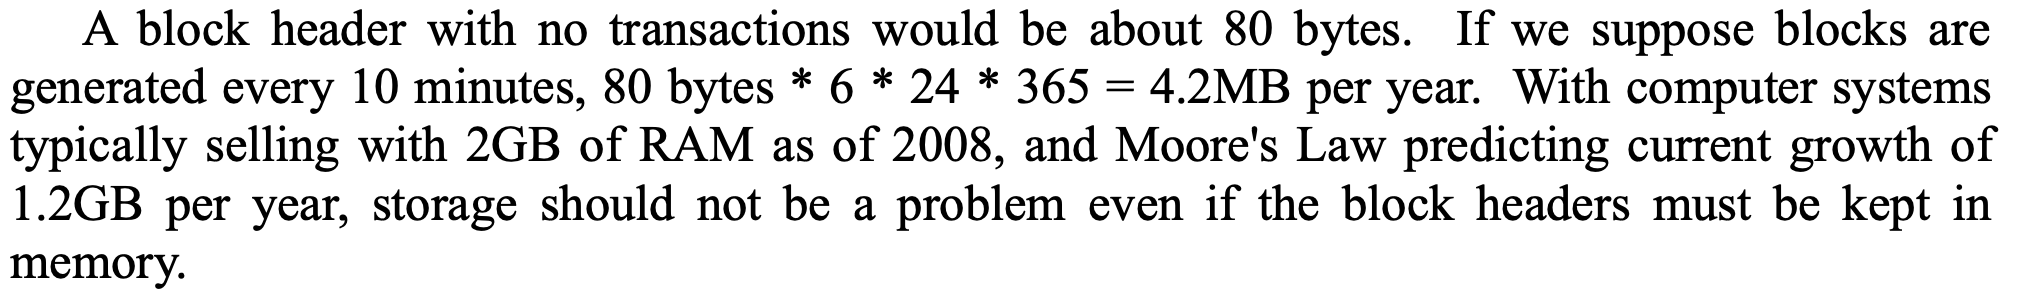 A block header with no transactions would be about 80 bytes. If we suppose blocks are
generated every 10 minutes, 80 bytes * 6 * 24 * 365 = 4.2MB per year. With computer systems
typically selling with 2GB of RAM as of 2008, and Moore's Law predicting current growth of
1.2GB per year, storage should not be a problem even if the block headers must be kept in
memory.